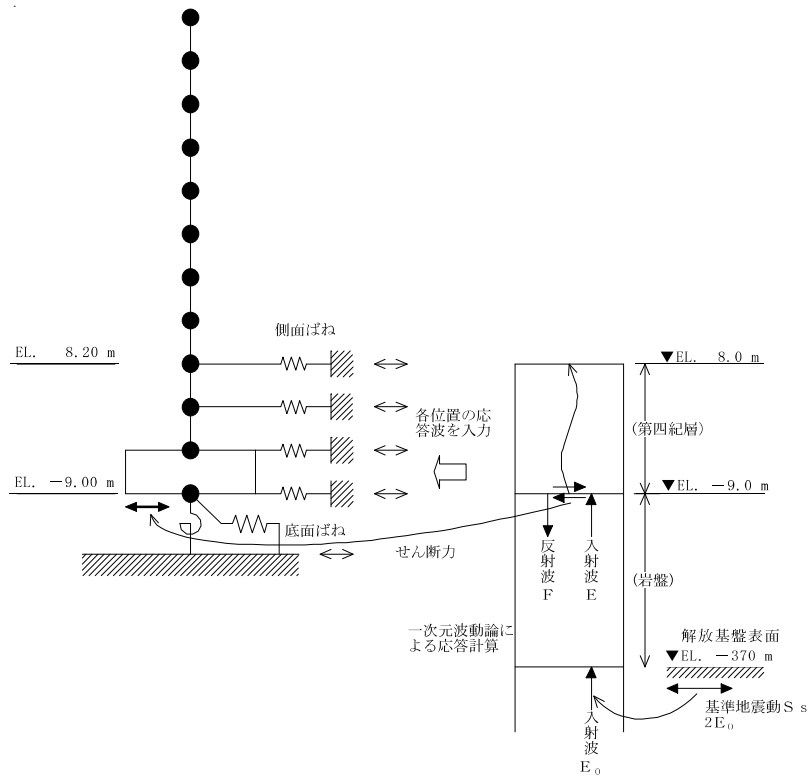 側面ばね
EL. 8.20 m
▼EL. 8.0 m
各位置の応
答波を入力
(第四紀層)
EL. −9.00 m
▼EL. −9.0 m
底面ばね
せん断力
反射波F
入射波E
(岩盤)
一次元波動論に
よる応答計算
解放基盤表面
▼EL. −370 m
基準地震動Ss
2E₀
入射波E₀